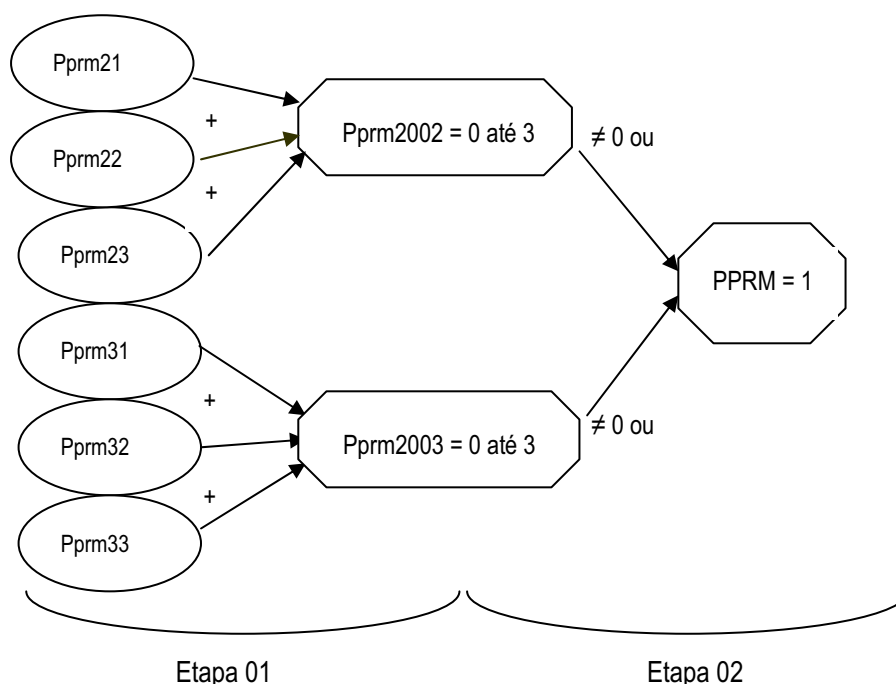 Pprm21
+
Pprm22
+
Pprm23
Pprm2002 = 0 até 3
≠ 0 ou
PPRM = 1
Pprm31
+
Pprm32
+
Pprm33
Pprm2003 = 0 até 3
≠ 0 ou
Etapa 01
Etapa 02